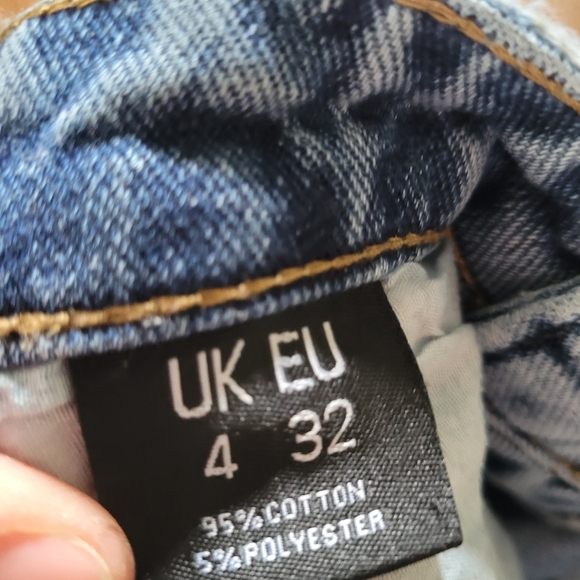 UK EU
4 32
95% COTTON
5% POLYESTER